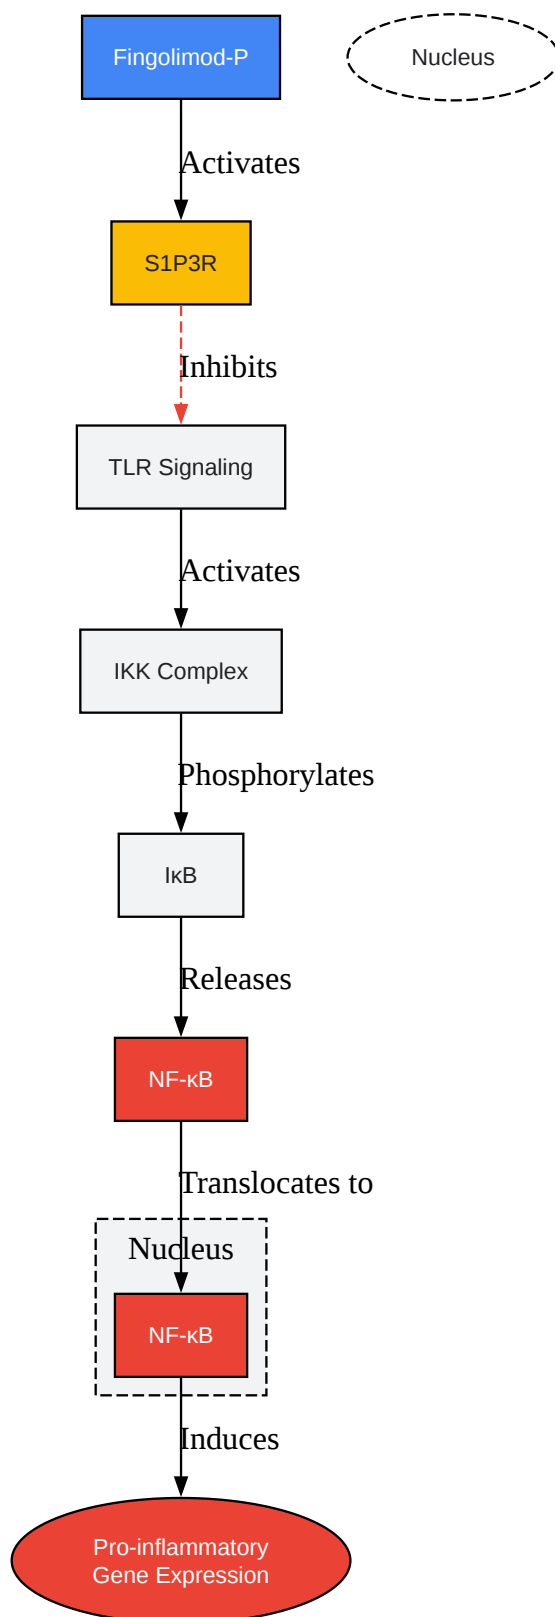 Fingolimod-P
Nucleus
Activates
S1P3R
Inhibits
TLR Signaling
Activates
IKK Complex
Phosphorylates
IκB
Releases
NF-κB
Translocates to
Nucleus
NF-κB
Induces
Pro-inflammatory
Gene Expression